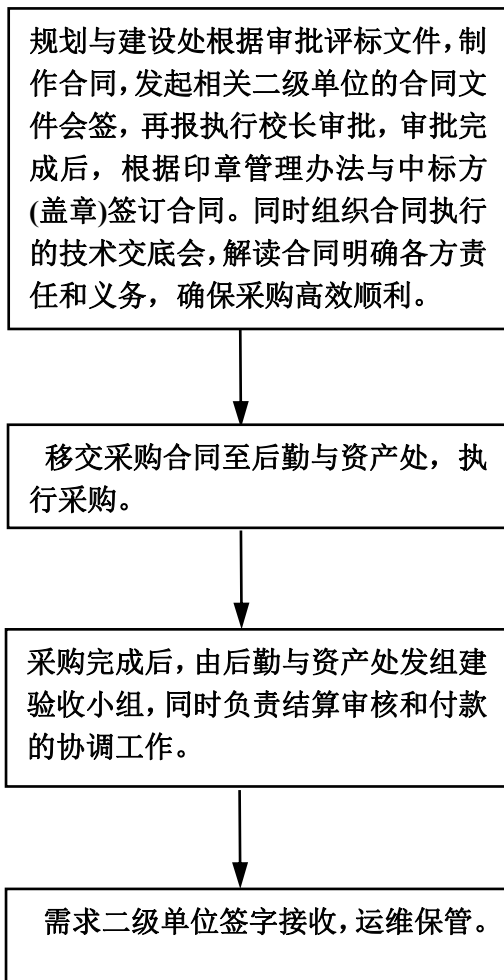 规划与建设处根据审批评标文件，制
作合同，发起相关二级单位的合同文
件会签，再报执行校长审批，审批完
成后，根据印章管理办法与中标方
(盖章)签订合同。同时组织合同执行
的技术交底会，解读合同明确各方责
任和义务，确保采购高效顺利。
移交采购合同至后勤与资产处，执
行采购。
采购完成后，由后勤与资产处发组建
验收小组，同时负责结算审核和付款
的协调工作。
需求二级单位签字接收，运维保管。